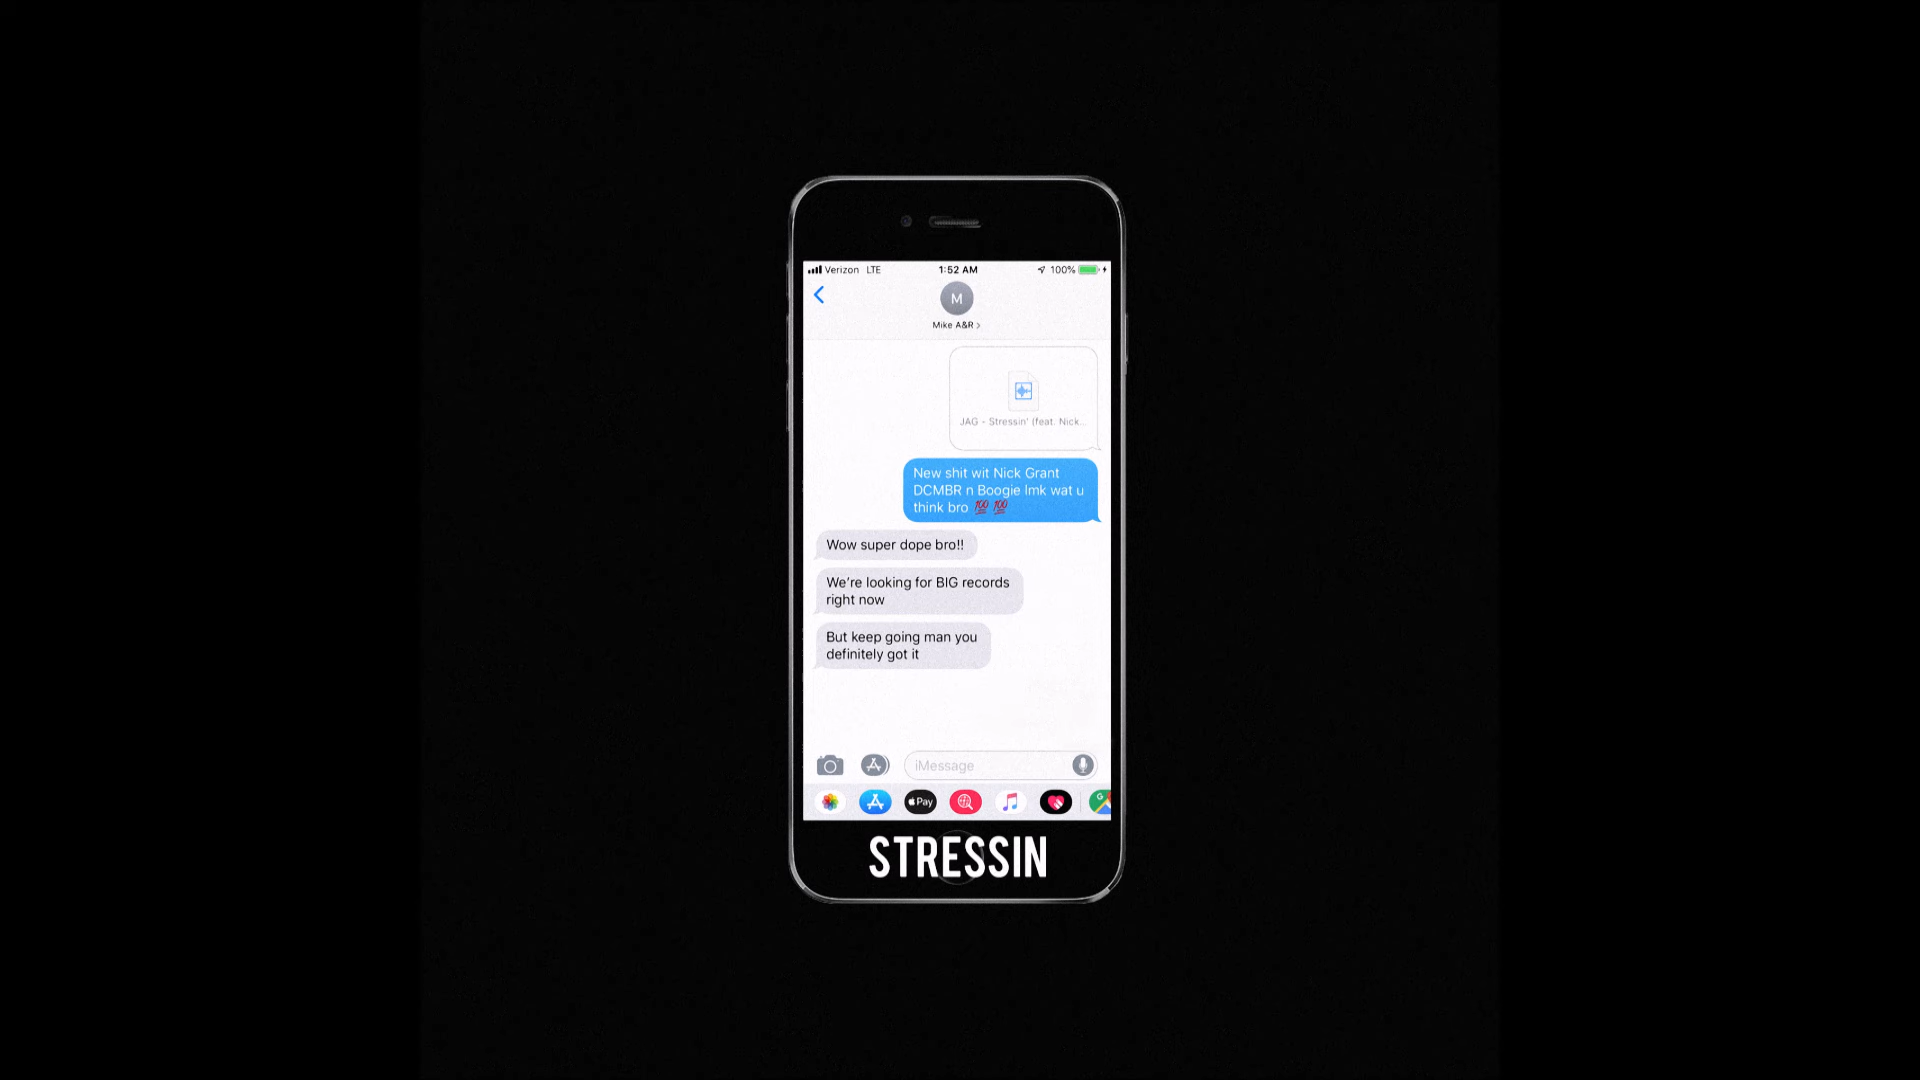 Verizon LTE 1:52 AM 100%
M
Mike A&R
JAG - Stressin' (feat. Nick...
New shit wit Nick Grant
DCMBR n Boogie lmk wat u
think bro 💯 💯
Wow super dope bro!!
We're looking for BIG records
right now
But keep going man you
definitely got it
iMessage
Pay
G
STRESSIN